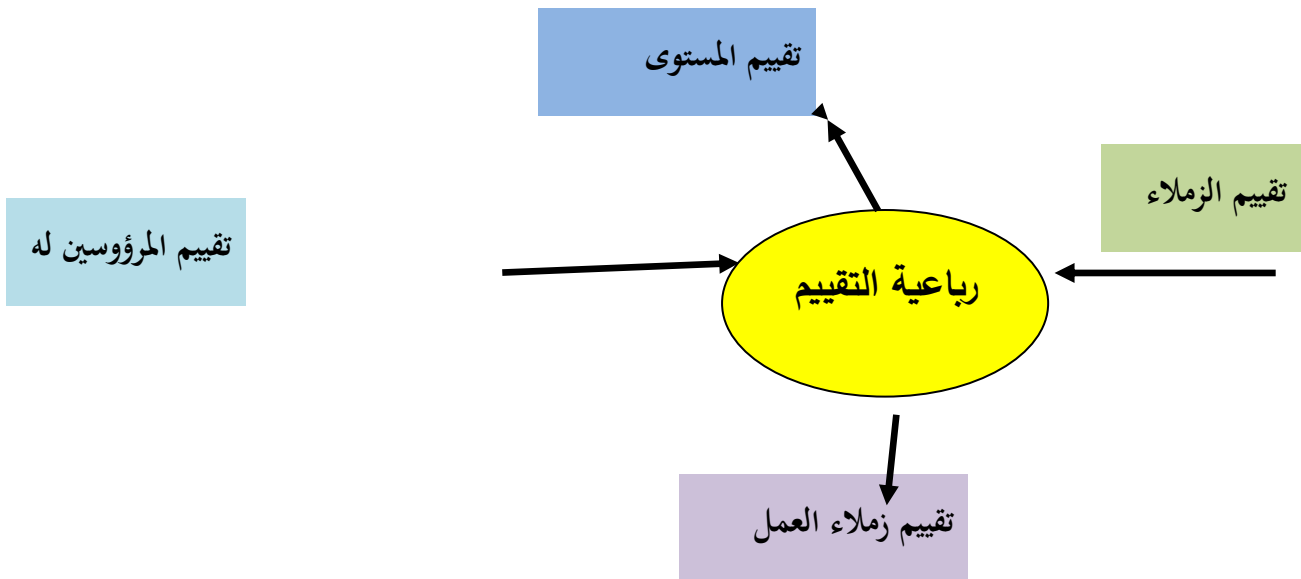 تقييم المستوى
تقييم الزملاء
تقييم المرؤوسين له
رباعية التقييم
تقييم زملاء العمل